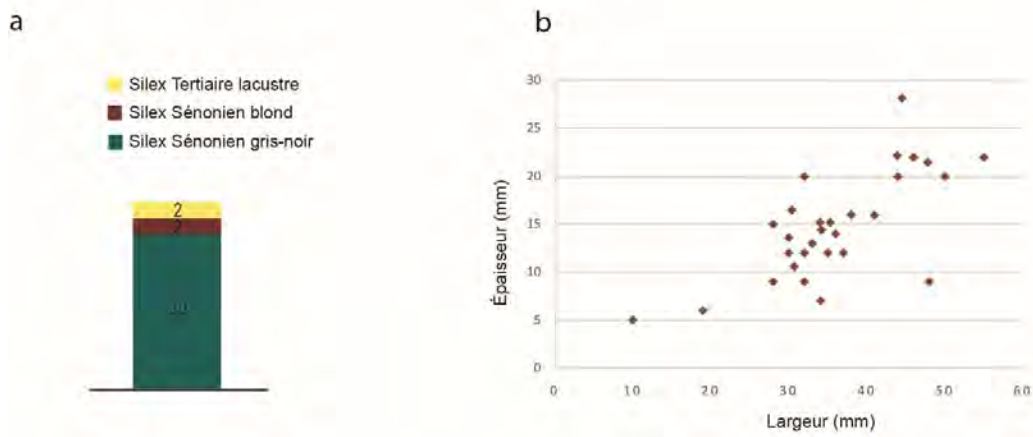 a
Silex Tertiaire lacustre
Silex Sénonien blond
Silex Sénonien gris-noir
2
2
b
Épaisseur (mm)
30
25
20
15
10
5
0
0 10 20 30 40 50 60
Largeur (mm)